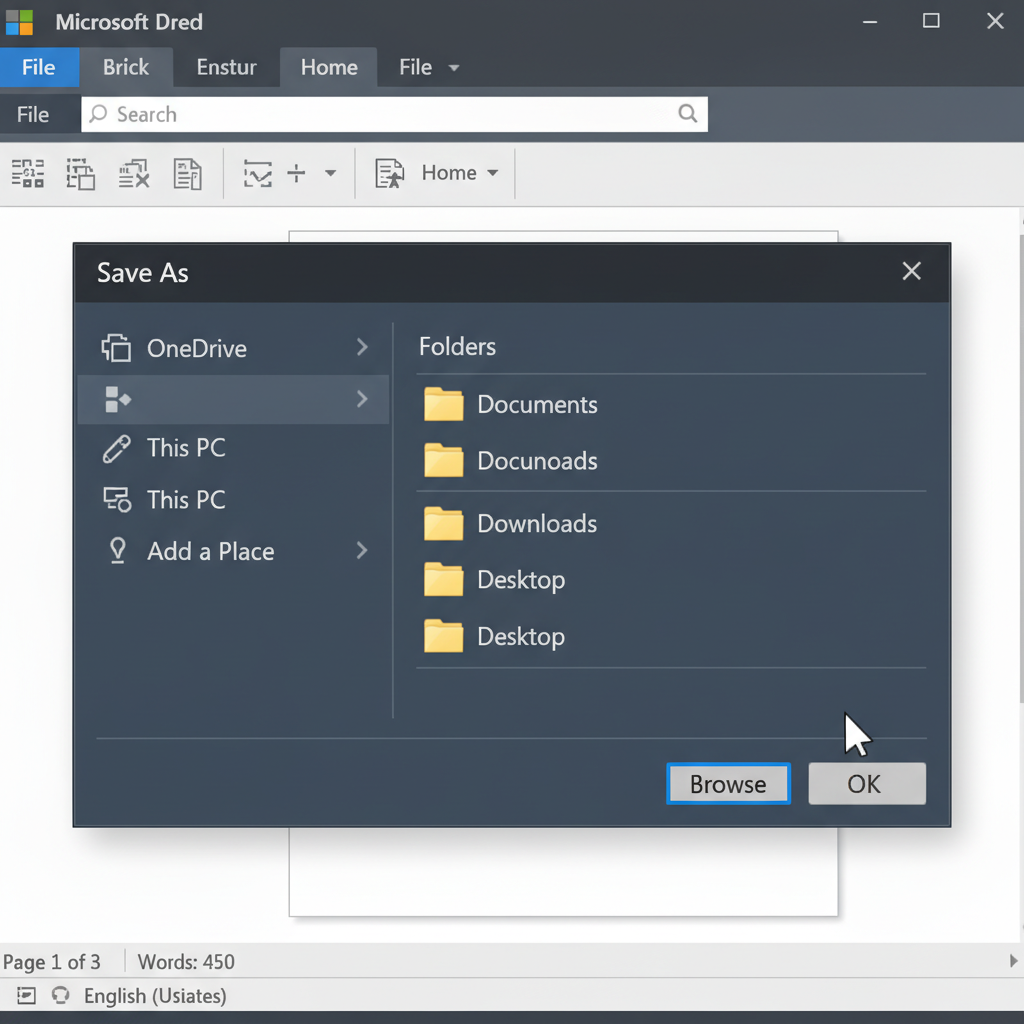 Microsoft Dred
File Brick Enstur Home File
File Search
Home
Save As
OneDrive
This PC
This PC
Add a Place
Folders
Documents
Docunoads
Downloads
Desktop
Desktop
Browse OK
Page 1 of 3 Words: 450
English (Usiates)